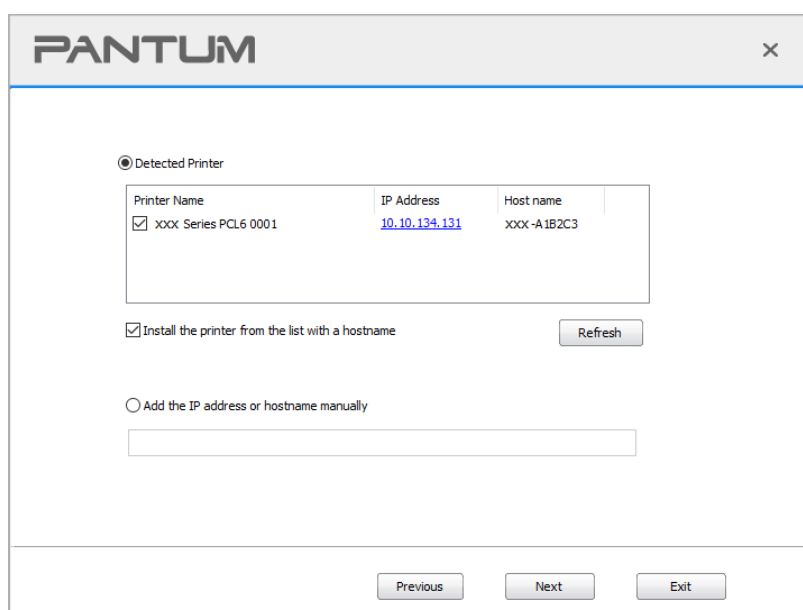 PANTUM
Detected Printer
Printer Name IP Address Host name
XXX Series PCL6 0001 10.10.134.131 XXX-A1B2C3
Install the printer from the list with a hostname Refresh
Add the IP address or hostname manually
Previous Next Exit